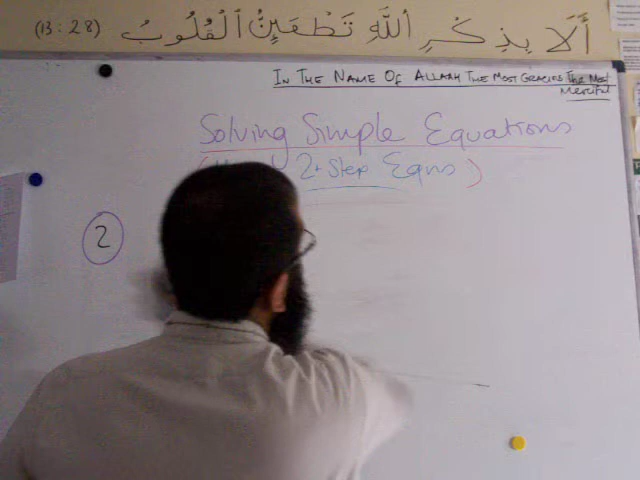 أَلَا بِذِكْرِ اللَّهِ تَطْمَئِنُّ الْقُلُوبُ (13:28)
IN THE NAME OF ALLAAH THE MOST GRACIOUS THE MOST
MERCIFUL
Solving Simple Equations
2-Step Eqns)
2